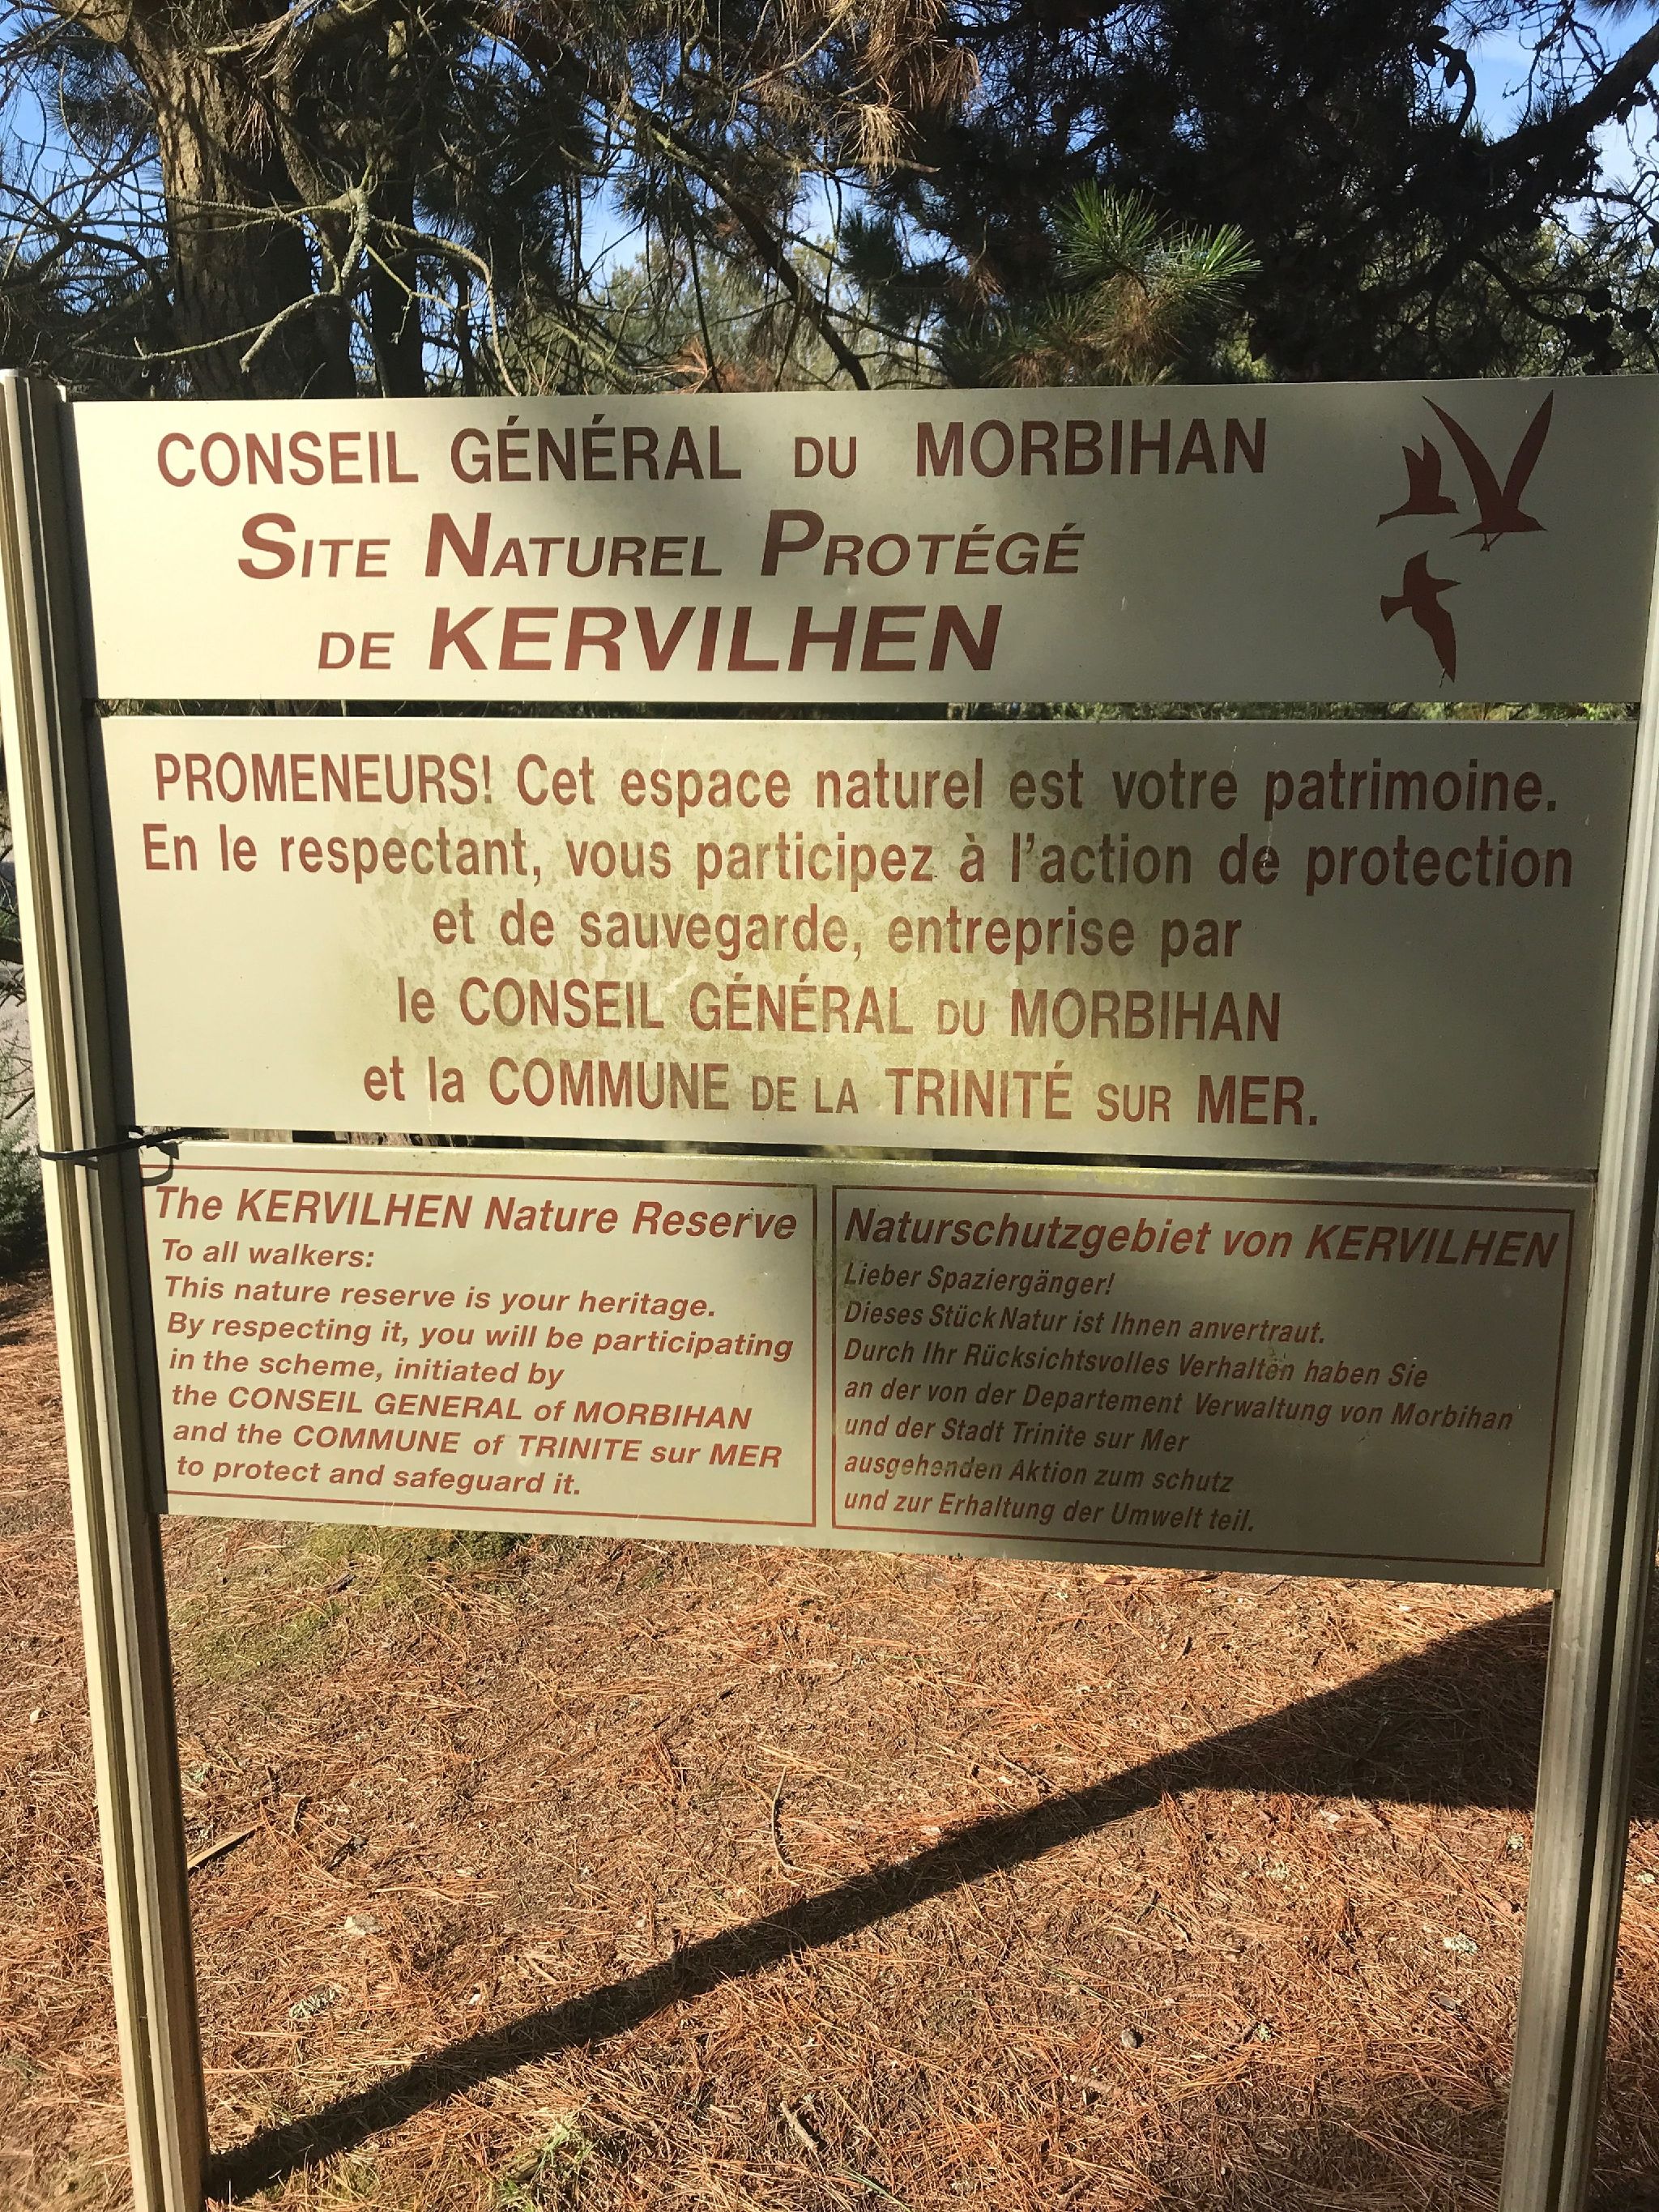 CONSEIL GÉNÉRAL DU MORBIHAN
SITE NATUREL PROTÉGÉ
DE KERVILHEN
PROMENEURS! Cet espace naturel est votre patrimoine.
En le respectant, vous participez à l'action de protection
et de sauvegarde, entreprise par
le CONSEIL GÉNÉRAL DU MORBIHAN
et la COMMUNE DE LA TRINITÉ SUR MER.
The KERVILHEN Nature Reserve
To all walkers:
This nature reserve is your heritage.
By respecting it, you will be participating
in the scheme, initiated by
the CONSEIL GENERAL of MORBIHAN
and the COMMUNE of TRINITE sur MER
to protect and safeguard it.
Naturschutzgebiet von KERVILHEN
Lieber Spaziergänger!
Dieses Stück Natur ist Ihnen anvertraut.
Durch Ihr Rücksichtsvolles Verhalten haben Sie
an der von der Departement Verwaltung von Morbihan
und der Stadt Trinite sur Mer
ausgehenden Aktion zum schutz
und zur Erhaltung der Umwelt teil.